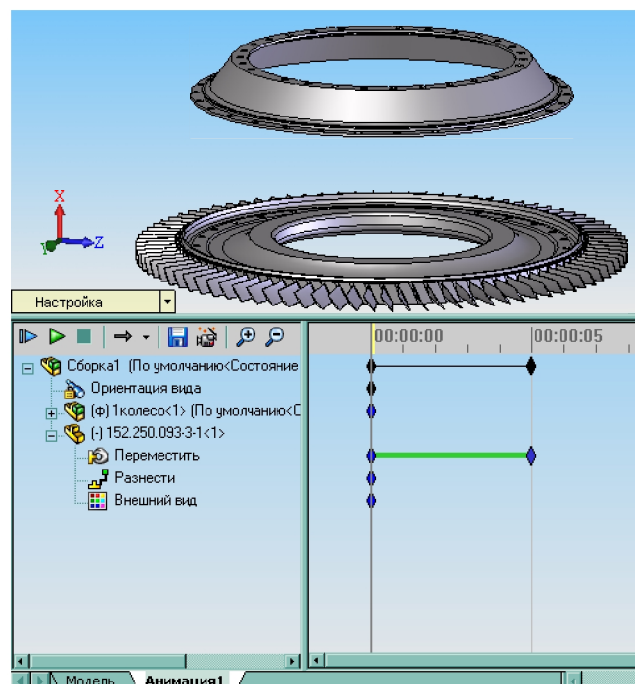 X
Y Z
Настройка
00:00:00 00:00:05
Сборка1 (По умолчанию<Состояние
Ориентация вида
(ф) 1колесо<1> (По умолчанию<С
(-) 152.250.093-3-1<1>
Переместить
Разнести
Внешний вид
Модель Анимация1